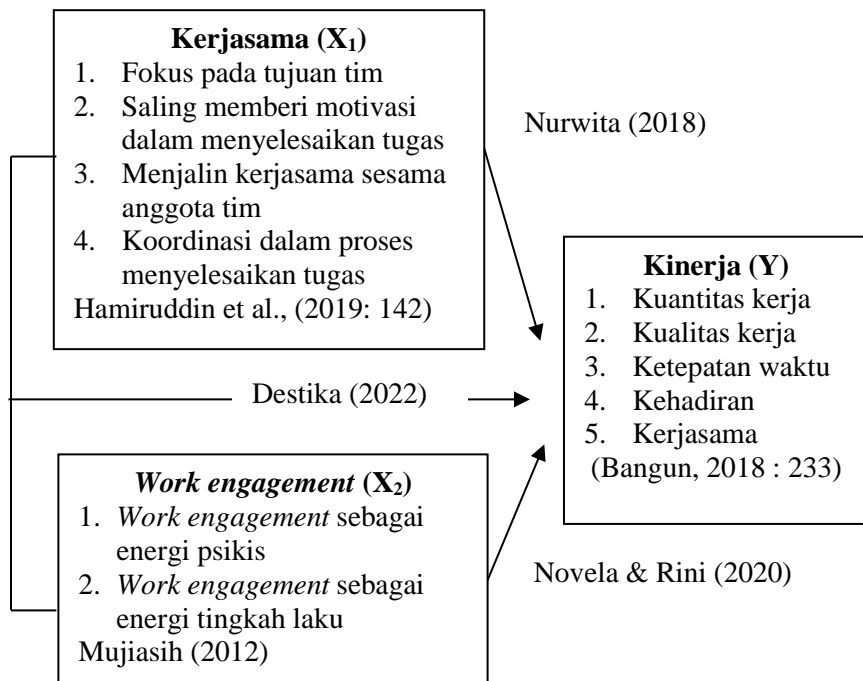 Kerjasama (X₁)
1. Fokus pada tujuan tim
2. Saling memberi motivasi
dalam menyelesaikan tugas
3. Menjalin kerjasama sesama
anggota tim
4. Koordinasi dalam proses
menyelesaikan tugas
Hamiruddin et al., (2019: 142)
Nurwita (2018)
Kinerja (Y)
1. Kuantitas kerja
2. Kualitas kerja
3. Ketepatan waktu
4. Kehadiran
5. Kerjasama
(Bangun, 2018 : 233)
Destika (2022)
Work engagement (X₂)
1. Work engagement sebagai
energi psikis
2. Work engagement sebagai
energi tingkah laku
Mujiasih (2012)
Novela & Rini (2020)